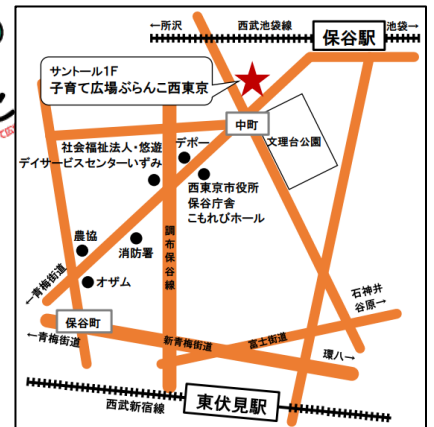 ←所沢
西武池袋線
池袋→
保谷駅
サントール1F
子育て広場ぶらんこ西東京
中町
文理台公園
社会福祉法人・悠遊
デイサービスセンターいずみ
デポー
西東京市役所
保谷庁舎
こもれびホール
農協
消防署
調布保谷線
オザム
←青梅街道
保谷町
←青梅街道
新青梅街道
富士街道
石神井
谷原→
環八→
西武新宿線
東伏見駅